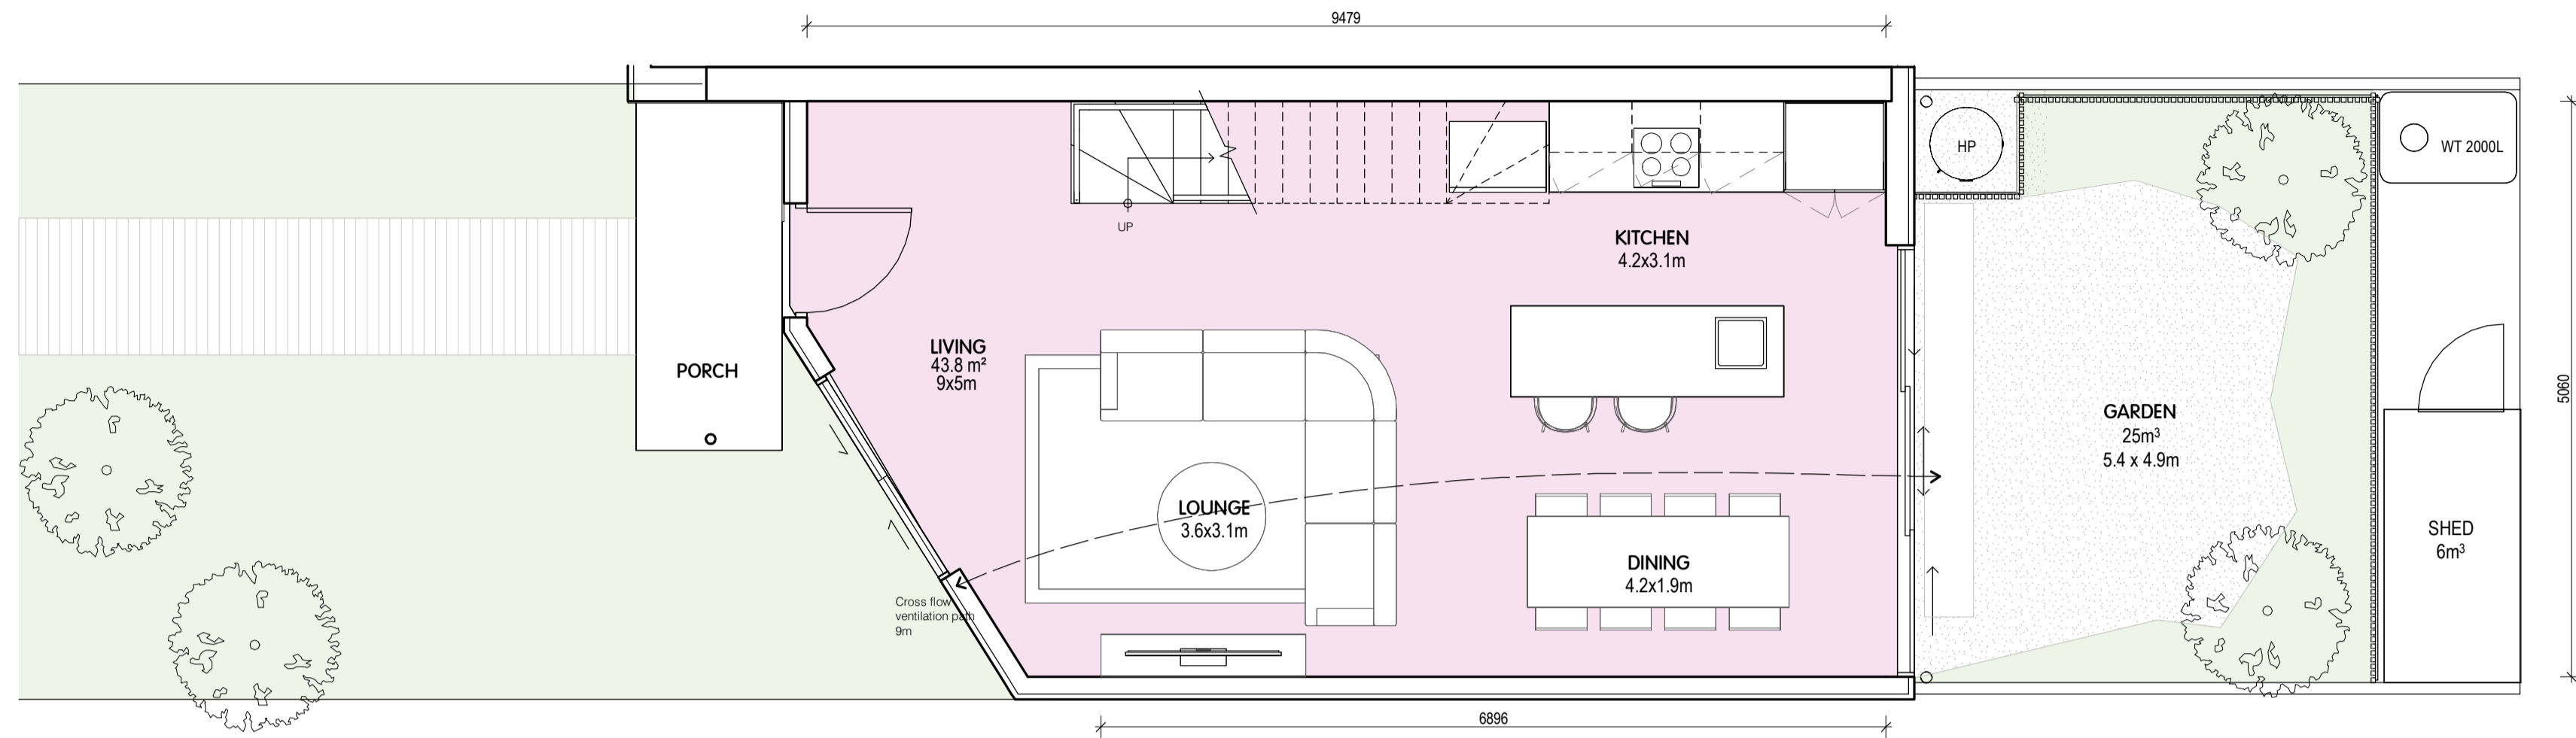 9479
HP
WT 2000L
UP
KITCHEN
4.2x3.1m
LIVING
43.8 m²
9x5m
PORCH
5060
GARDEN
25m³
5.4 x 4.9m
LOUNGE
3.6x3.1m
SHED
6m³
DINING
4.2x1.9m
Cross flow
ventilation path
9m
6896